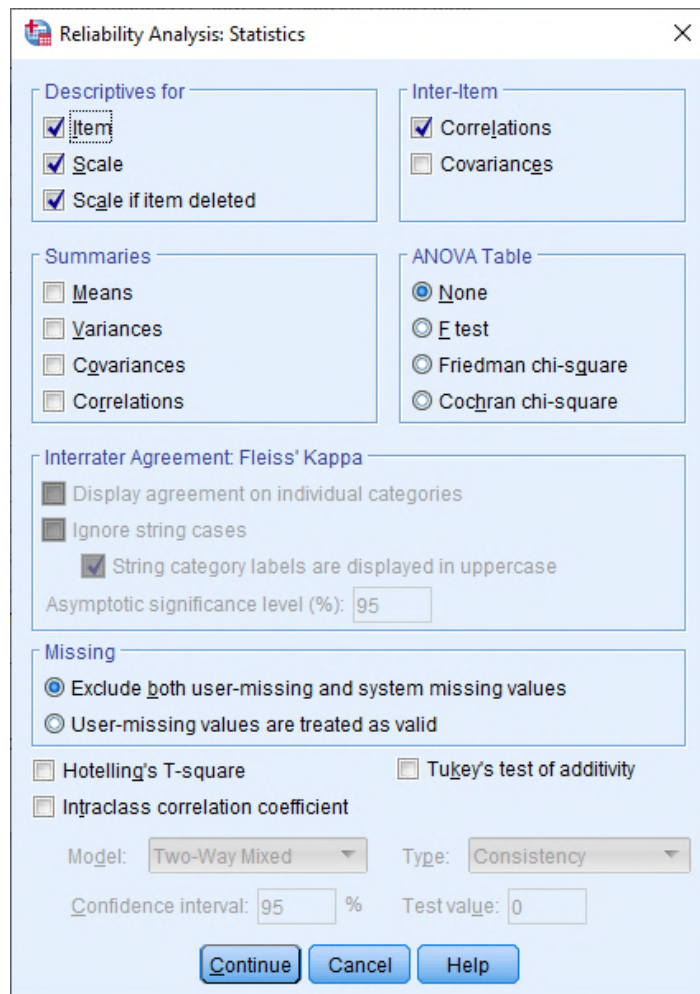 Reliability Analysis: Statistics
Descriptives for
Item
Scale
Scale if item deleted
Inter-Item
Correlations
Covariances
Summaries
Means
Variances
Covariances
Correlations
ANOVA Table
None
F test
Friedman chi-square
Cochran chi-square
Interrater Agreement: Fleiss' Kappa
Display agreement on individual categories
Ignore string cases
String category labels are displayed in uppercase
Asymptotic significance level (%): 95
Missing
Exclude both user-missing and system missing values
User-missing values are treated as valid
Hotelling's T-square
Tukey's test of additivity
Intraclass correlation coefficient
Model: Two-Way Mixed
Type: Consistency
Confidence interval: 95 %
Test value: 0
Continue
Cancel
Help